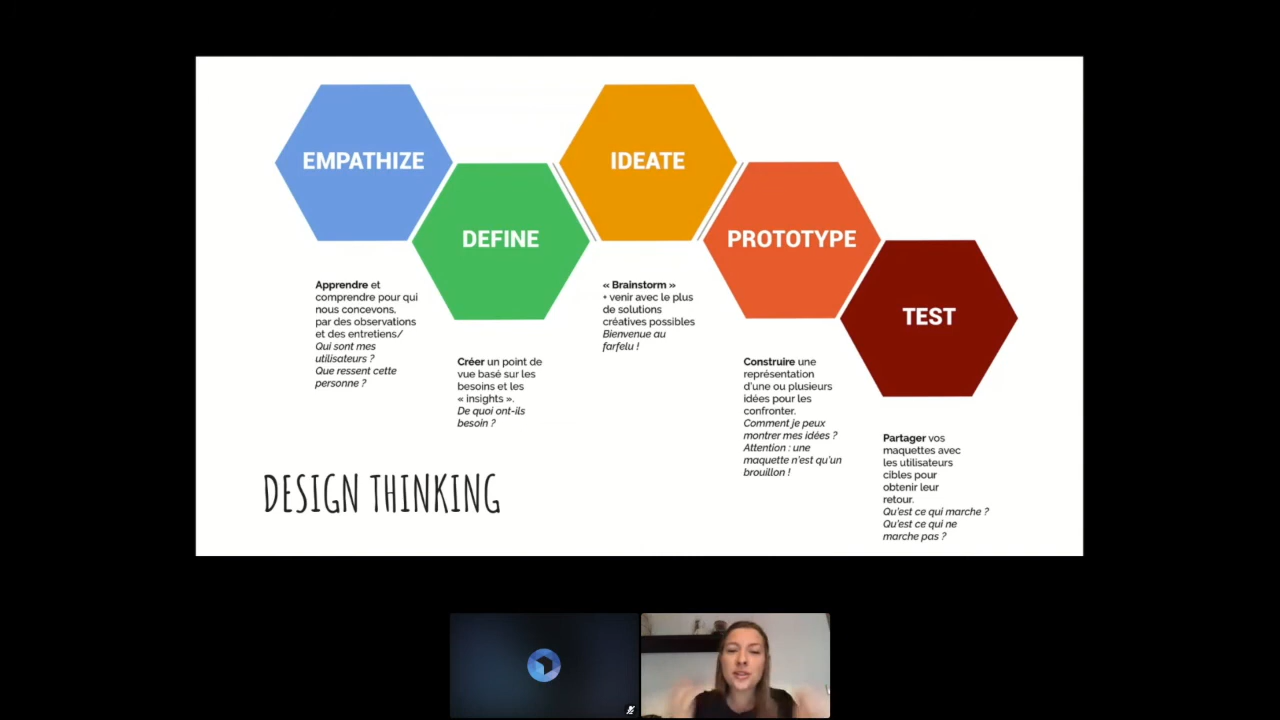 EMPATHIZE
DEFINE
IDEATE
PROTOTYPE
TEST
Apprendre et
comprendre pour qui
nous concevons,
par des observations
et des entretiens/
Qui sont mes
utilisateurs ?
Que ressent cette
personne ?
Créer un point de
vue basé sur les
besoins et les
« insights ».
De quoi ont-ils
besoin ?
« Brainstorm »
+ venir avec le plus
de solutions
créatives possibles
Bienvenue au
farfelu !
Construire une
représentation
d'une ou plusieurs
idées pour les
confronter.
Comment je peux
montrer mes idées ?
Attention : une
maquette n'est qu'un
brouillon !
Partager vos
maquettes avec
les utilisateurs
cibles pour
obtenir leur
retour.
Qu'est ce qui marche ?
Qu'est ce qui ne
marche pas ?
DESIGN THINKING